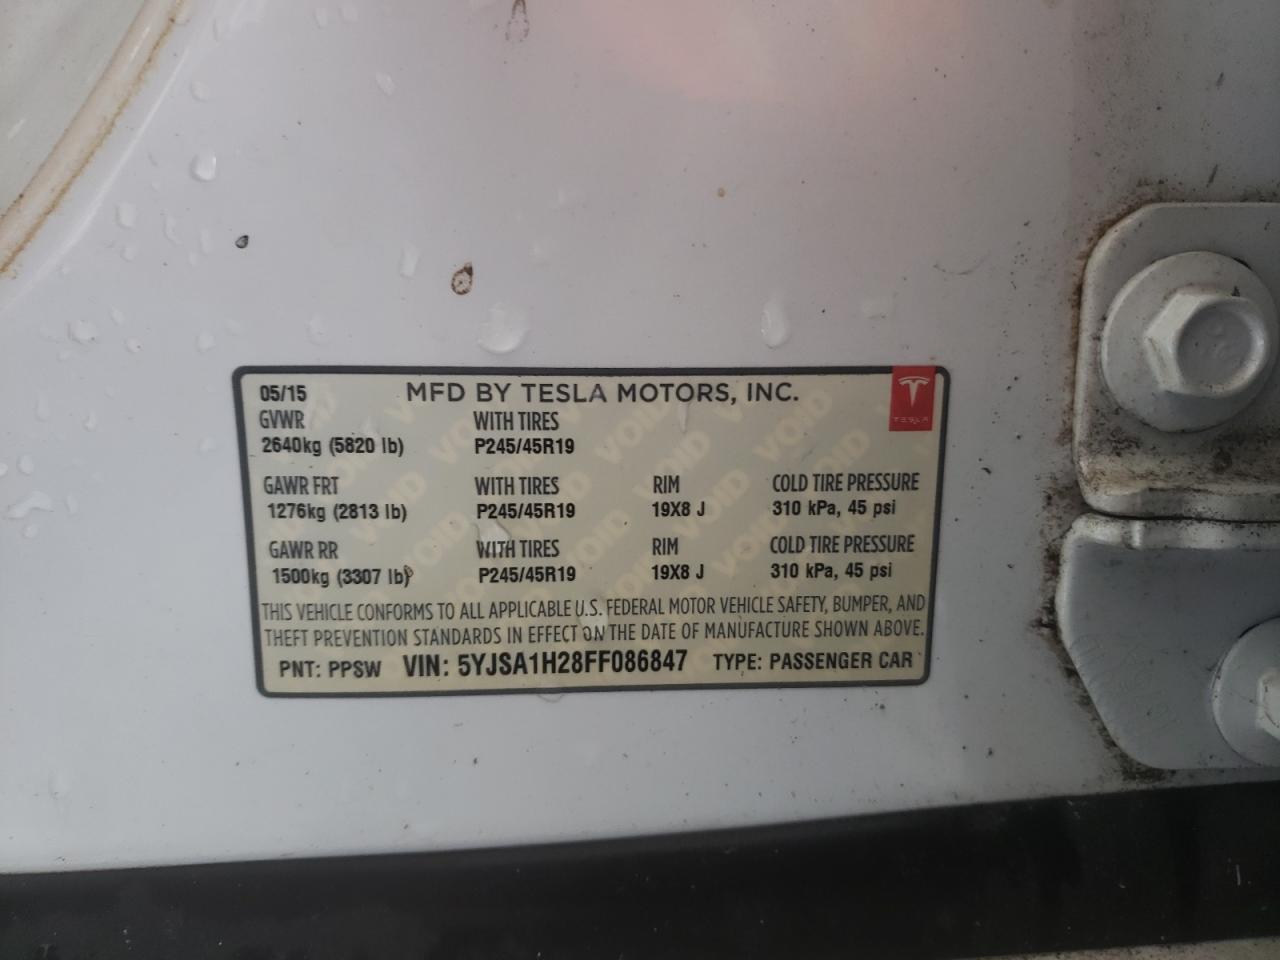 05/15 MFD BY TESLA MOTORS, INC.
TESLA
GVWR WITH TIRES
2640kg (5820 lb) P245/45R19
GAWR FRT WITH TIRES RIM COLD TIRE PRESSURE
1276kg (2813 lb) P245/45R19 19X8 J 310 kPa, 45 psi
GAWR RR WITH TIRES RIM COLD TIRE PRESSURE
1500kg (3307 lb) P245/45R19 19X8 J 310 kPa, 45 psi
THIS VEHICLE CONFORMS TO ALL APPLICABLE U.S. FEDERAL MOTOR VEHICLE SAFETY, BUMPER, AND
THEFT PREVENTION STANDARDS IN EFFECT ON THE DATE OF MANUFACTURE SHOWN ABOVE.
PNT: PPSW VIN: 5YJSA1H28FF086847 TYPE: PASSENGER CAR